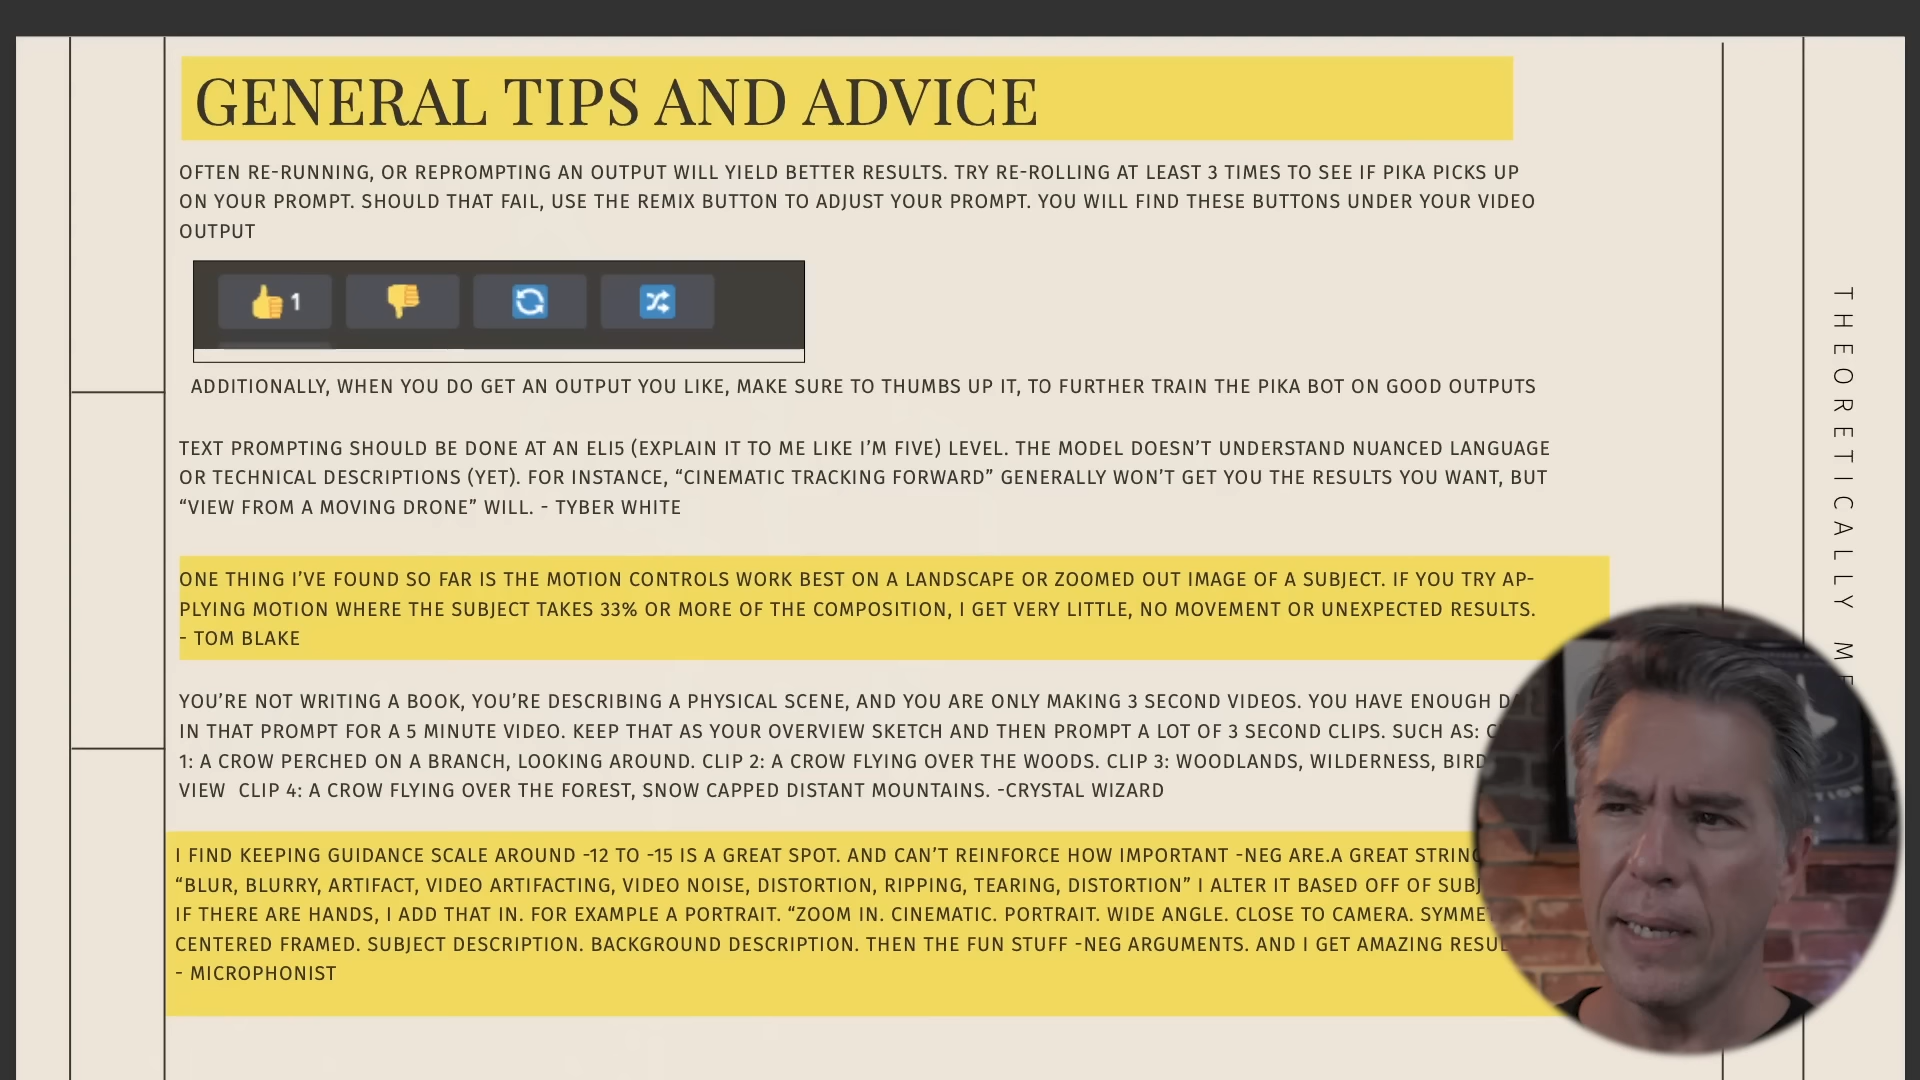 GENERAL TIPS AND ADVICE
OFTEN RE-RUNNING, OR REPROMPTING AN OUTPUT WILL YIELD BETTER RESULTS. TRY RE-ROLLING AT LEAST 3 TIMES TO SEE IF PIKA PICKS UP
ON YOUR PROMPT. SHOULD THAT FAIL, USE THE REMIX BUTTON TO ADJUST YOUR PROMPT. YOU WILL FIND THESE BUTTONS UNDER YOUR VIDEO
OUTPUT
1
ADDITIONALLY, WHEN YOU DO GET AN OUTPUT YOU LIKE, MAKE SURE TO THUMBS UP IT, TO FURTHER TRAIN THE PIKA BOT ON GOOD OUTPUTS
TEXT PROMPTING SHOULD BE DONE AT AN ELI5 (EXPLAIN IT TO ME LIKE I’M FIVE) LEVEL. THE MODEL DOESN’T UNDERSTAND NUANCED LANGUAGE
OR TECHNICAL DESCRIPTIONS (YET). FOR INSTANCE, “CINEMATIC TRACKING FORWARD” GENERALLY WON’T GET YOU THE RESULTS YOU WANT, BUT
“VIEW FROM A MOVING DRONE” WILL. - TYBER WHITE
ONE THING I’VE FOUND SO FAR IS THE MOTION CONTROLS WORK BEST ON A LANDSCAPE OR ZOOMED OUT IMAGE OF A SUBJECT. IF YOU TRY AP-
PLYING MOTION WHERE THE SUBJECT TAKES 33% OR MORE OF THE COMPOSITION, I GET VERY LITTLE, NO MOVEMENT OR UNEXPECTED RESULTS.
- TOM BLAKE
YOU’RE NOT WRITING A BOOK, YOU’RE DESCRIBING A PHYSICAL SCENE, AND YOU ARE ONLY MAKING 3 SECOND VIDEOS. YOU HAVE ENOUGH
IN THAT PROMPT FOR A 5 MINUTE VIDEO. KEEP THAT AS YOUR OVERVIEW SKETCH AND THEN PROMPT A LOT OF 3 SECOND CLIPS. SUCH AS:
1: A CROW PERCHED ON A BRANCH, LOOKING AROUND. CLIP 2: A CROW FLYING OVER THE WOODS. CLIP 3: WOODLANDS, WILDERNESS, BIRD
VIEW CLIP 4: A CROW FLYING OVER THE FOREST, SNOW CAPPED DISTANT MOUNTAINS. -CRYSTAL WIZARD
I FIND KEEPING GUIDANCE SCALE AROUND -12 TO -15 IS A GREAT SPOT. AND CAN’T REINFORCE HOW IMPORTANT -NEG ARE.A GREAT
“BLUR, BLURRY, ARTIFACT, VIDEO ARTIFACTING, VIDEO NOISE, DISTORTION, RIPPING, TEARING, DISTORTION” I ALTER IT BASED OFF OF
IF THERE ARE HANDS, I ADD THAT IN. FOR EXAMPLE A PORTRAIT. “ZOOM IN. CINEMATIC. PORTRAIT. WIDE ANGLE. CLOSE TO CAMERA.
CENTERED FRAMED. SUBJECT DESCRIPTION. BACKGROUND DESCRIPTION. THEN THE FUN STUFF -NEG ARGUMENTS. AND I GET AMAZING
- MICROPHONIST
THEORETICALLY